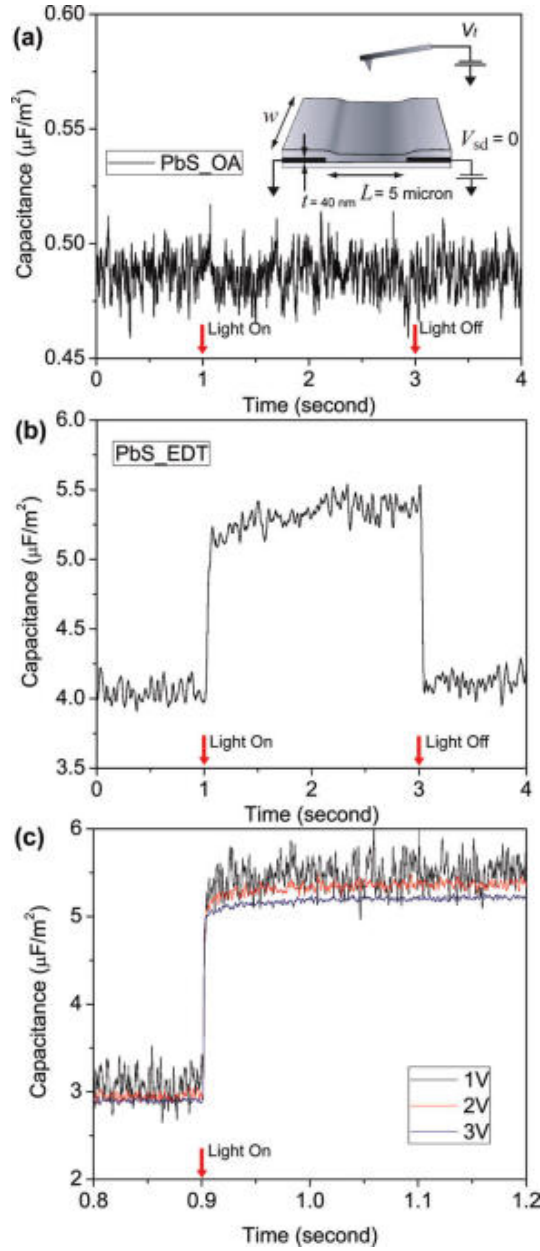 (a)
0.60
0.55
0.50
0.45
Capacitance (μF/m²)
PbS_OA
Vt
w
Vsd = 0
t = 40 nm
L = 5 micron
Light On
Light Off
0 1 2 3 4
Time (second)
(b)
6.0
5.5
5.0
4.5
4.0
3.5
Capacitance (μF/m²)
PbS_EDT
Light On
Light Off
0 1 2 3 4
Time (second)
(c)
6
5
4
3
2
Capacitance (μF/m²)
1V
2V
3V
Light On
0.8 0.9 1.0 1.1 1.2
Time (second)